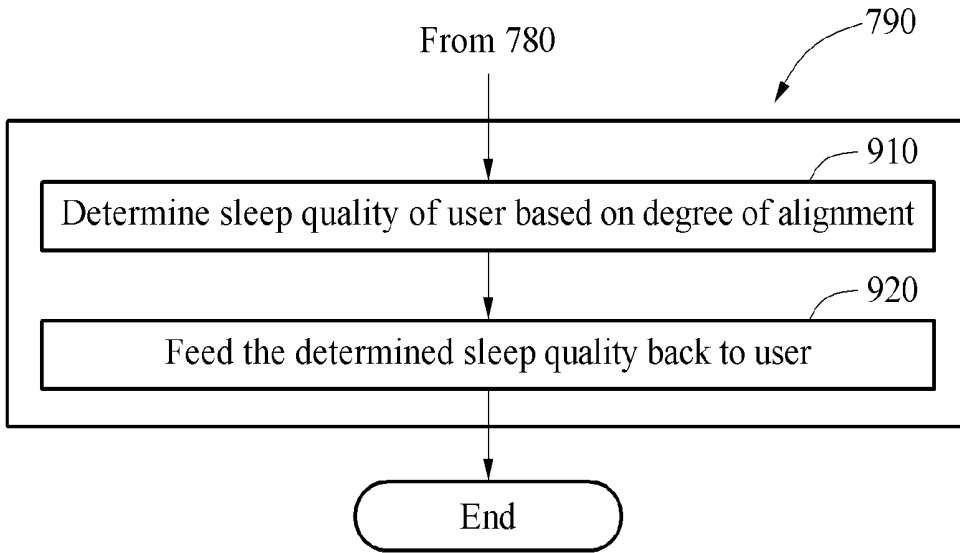 790
From 780
910
Determine sleep quality of user based on degree of alignment
920
Feed the determined sleep quality back to user
End